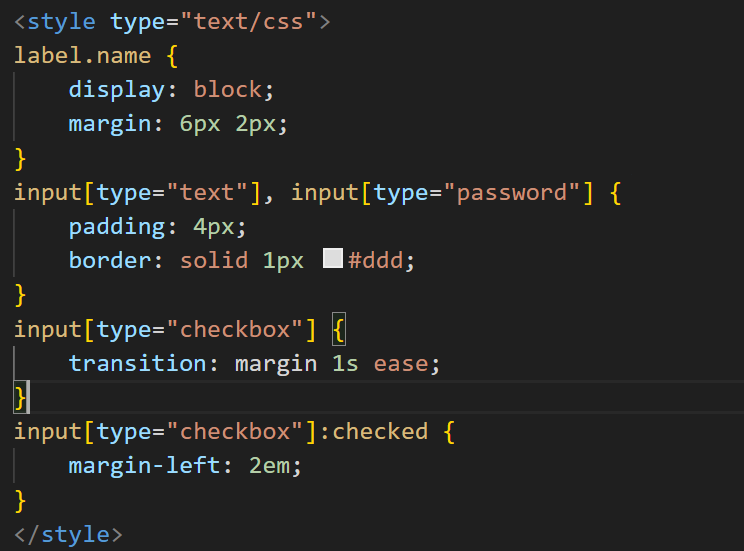 <style type="text/css">
label.name {
    display: block;
    margin: 6px 2px;
}
input[type="text"], input[type="password"] {
    padding: 4px;
    border: solid 1px #ddd;
}
input[type="checkbox"] {
    transition: margin 1s ease;
}
input[type="checkbox"]:checked {
    margin-left: 2em;
}
</style>